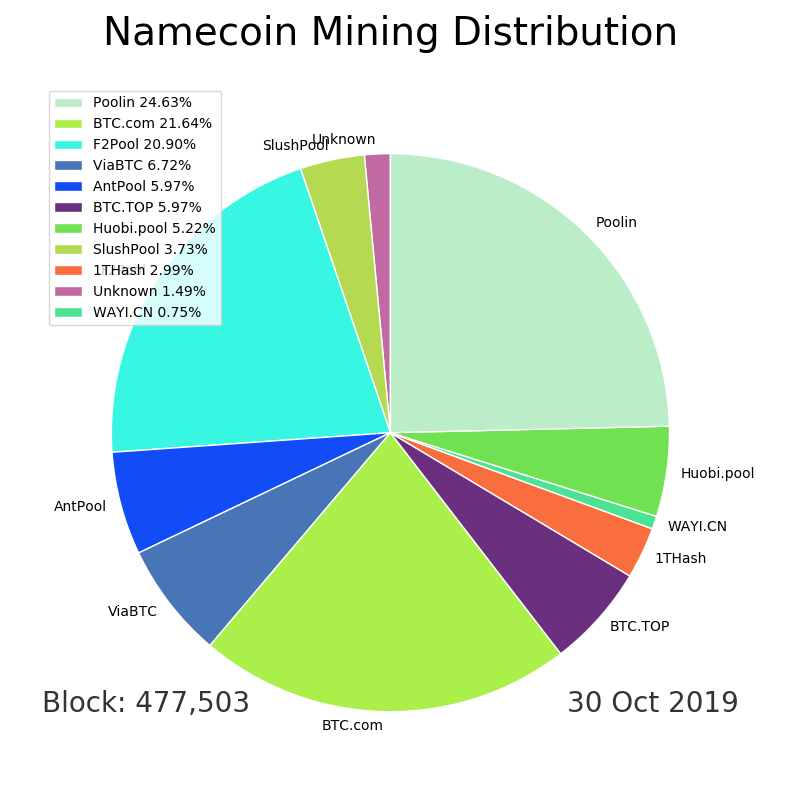 Namecoin Mining Distribution
Poolin 24.63%
BTC.com 21.64%
F2Pool 20.90%
ViaBTC 6.72%
AntPool 5.97%
BTC.TOP 5.97%
Huobi.pool 5.22%
SlushPool 3.73%
1THash 2.99%
Unknown 1.49%
WAYI.CN 0.75%
Unknown
SlushPool
Poolin
Huobi.pool
WAYI.CN
1THash
BTC.TOP
BTC.com
ViaBTC
AntPool
Block: 477,503
30 Oct 2019